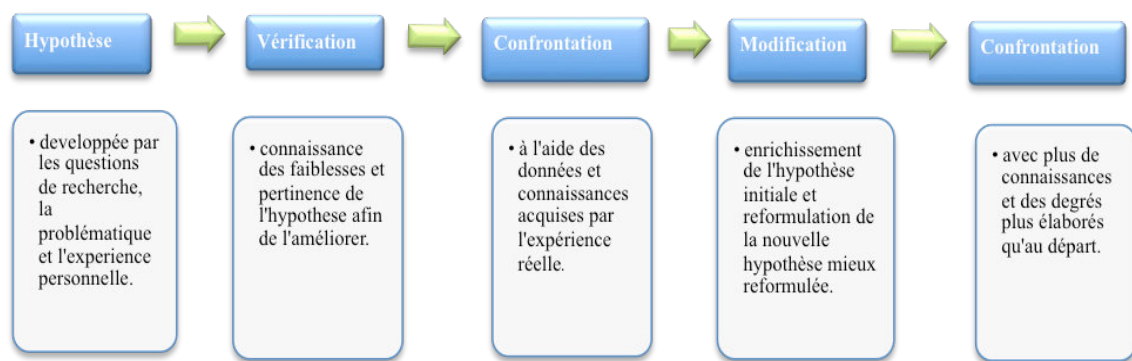 Hypothèse
Vérification
Confrontation
Modification
Confrontation
• developpée par
les questions
de recherche,
la
problématique
et l'experience
personnelle.
• connaissance
des faiblesses et
pertinence de
l'hypothese afin
de l'améliorer.
• à l'aide des
données et
connaissances
acquises par
l'expérience
réelle.
• enrichissement
de l'hypothèse
initiale et
reformulation de
la nouvelle
hypothèse mieux
reformulée.
• avec plus de
connaissances
et des degrés
plus élaborés
qu'au départ.